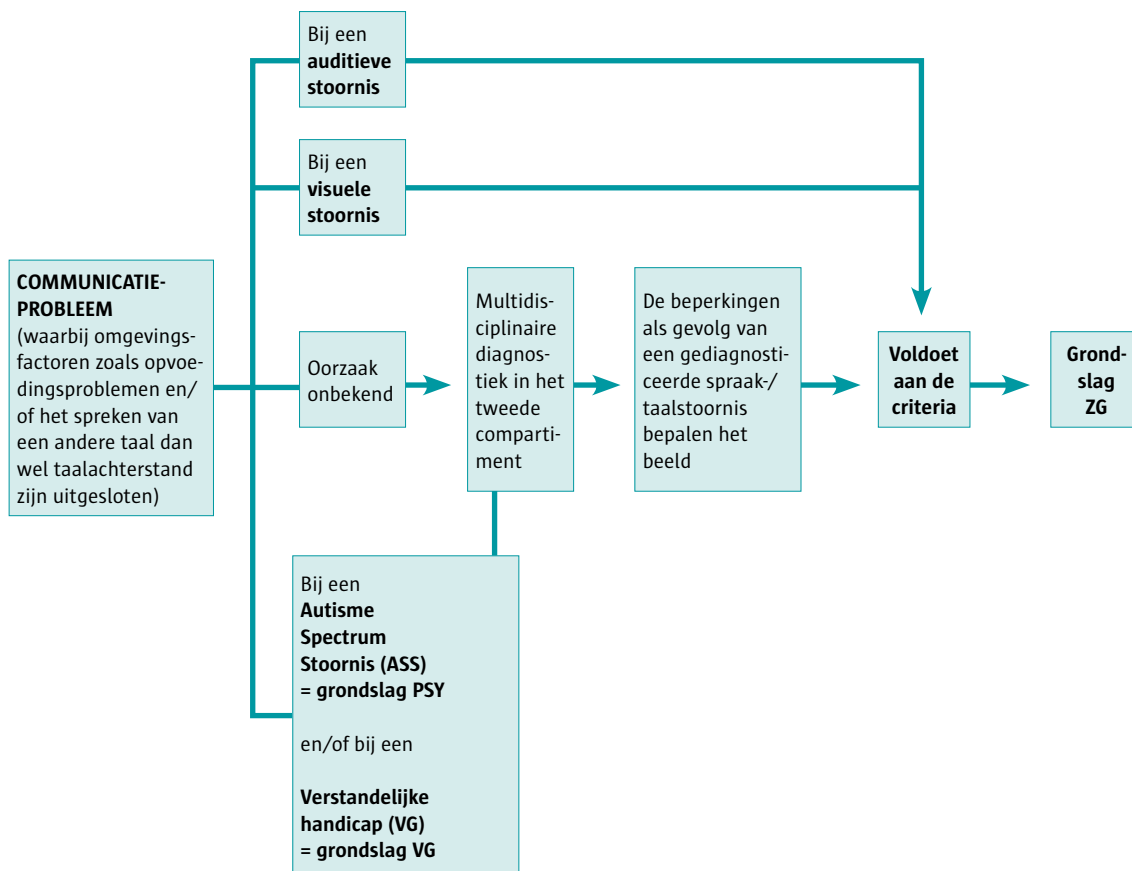 Bij een
auditieve
stoornis
Bij een
visuele
stoornis
COMMUNICATIE-
PROBLEEM
(waarbij omgevings-
factoren zoals opvoe-
dingsproblemen en/
of het spreken van
een andere taal dan
wel taalachterstand
zijn uitgesloten)
Oorzaak
onbekend
Multidis-
ciplinaire
diagnos-
tiek in het
tweede
comparti-
ment
De beperkingen
als gevolg van
een gediagnosti-
ceerde spraak-/
taalstoornis
bepalen het
beeld
Voldoet
aan de
criteria
Grond-
slag
ZG
Bij een
Autisme
Spectrum
Stoornis (ASS)
= grondslag PSY
en/of bij een
Verstandelijke
handicap (VG)
= grondslag VG